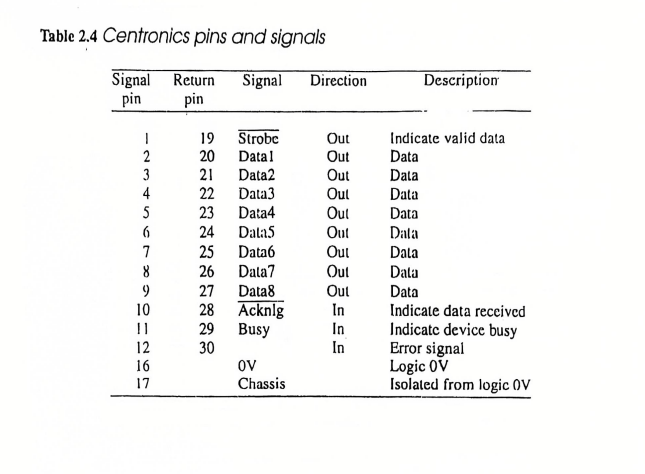 Table 2.4 Centronics pins and signals
Signal pin Return pin Signal Direction Description
1 19 Strobe Out Indicate valid data
2 20 Data1 Out Data
3 21 Data2 Out Data
4 22 Data3 Out Data
5 23 Data4 Out Data
6 24 Data5 Out Data
7 25 Data6 Out Data
8 26 Data7 Out Data
9 27 Data8 Out Data
10 28 Acknlg In Indicate data received
11 29 Busy In Indicate device busy
12 30 In Error signal
16 0V Logic 0V
17 Chassis Isolated from logic 0V